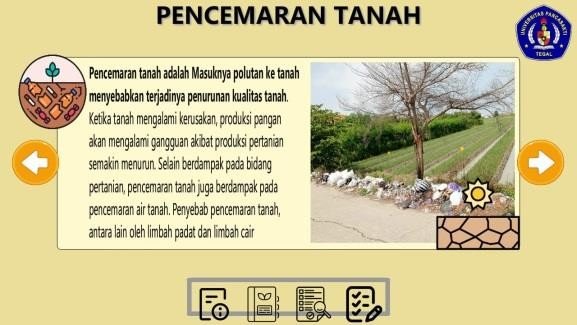 PENCEMARAN TANAH
UNIVERSITAS PANCASAKTI
TEGAL
Pencemaran tanah adalah Masuknya polutan ke tanah
menyebabkan terjadinya penurunan kualitas tanah.
Ketika tanah mengalami kerusakan, produksi pangan
akan mengalami gangguan akibat produksi pertanian
semakin menurun. Selain berdampak pada bidang
pertanian, pencemaran tanah juga berdampak pada
pencemaran air tanah. Penyebab pencemaran tanah,
antara lain oleh limbah padat dan limbah cair